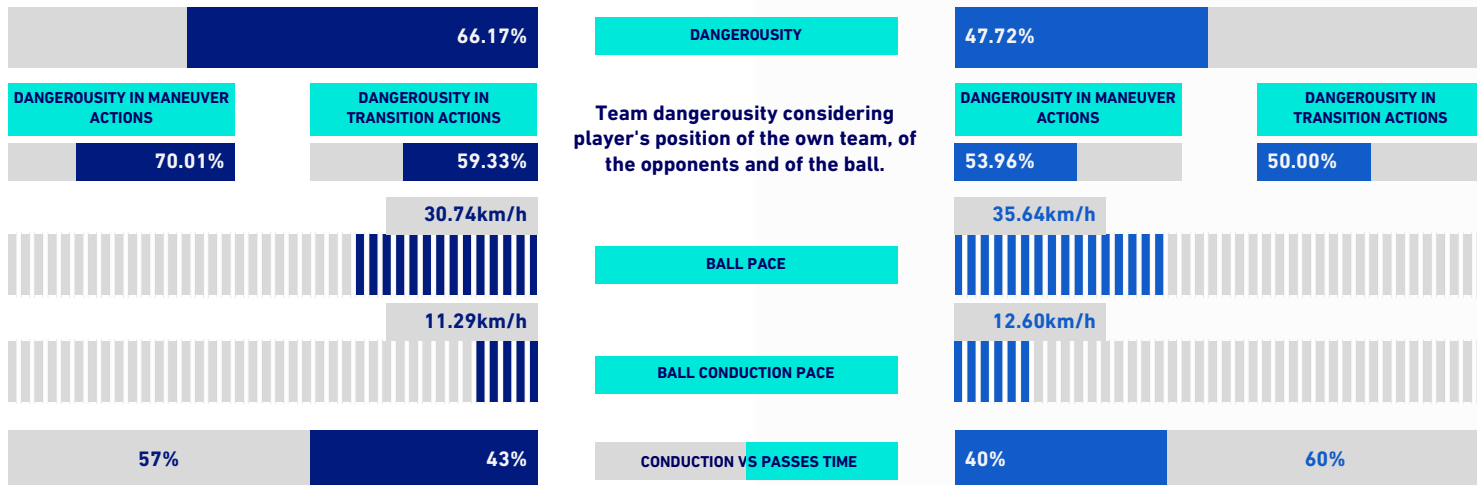 66.17%
DANGEROUSITY
47.72%
DANGEROUSITY IN MANEUVER
ACTIONS
DANGEROUSITY IN
TRANSITION ACTIONS
70.01%
59.33%
Team dangerousity considering
player's position of the own team, of
the opponents and of the ball.
DANGEROUSITY IN MANEUVER
ACTIONS
DANGEROUSITY IN
TRANSITION ACTIONS
53.96%
50.00%
30.74km/h
BALL PACE
35.64km/h
11.29km/h
BALL CONDUCTION PACE
12.60km/h
57%
43%
CONDUCTION VS PASSES TIME
40%
60%